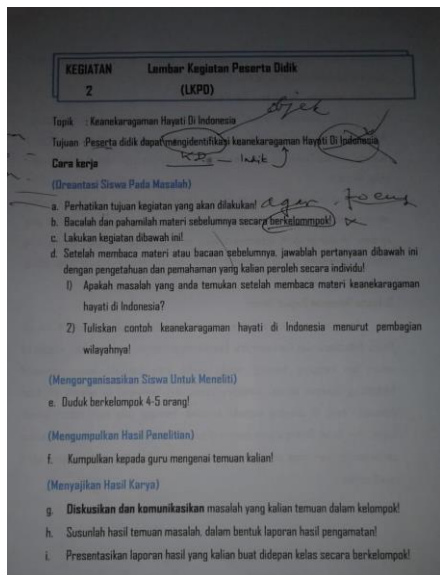 KEGIATAN Lembar Kegiatan Peserta Didik
2 (LKPD)
objek
Topik : Keanekaragaman Hayati Di Indonesia
Tujuan :Peserta didik dapat mengidentifikasi keanekaragaman Hayati Di Indonesia
Indik
Cara kerja
(Oreantasi Siswa Pada Masalah)
a. Perhatikan tujuan kegiatan yang akan dilakukan! agar focus
b. Bacalah dan pahamilah materi sebelumnya secara berkelommpok!
c. Lakukan kegiatan dibawah ini!
d. Setelah membaca materi atau bacaan sebelumnya, jawablah pertanyaan dibawah ini
dengan pengetahuan dan pemahaman yang kalian peroleh secara individu!
1) Apakah masalah yang anda temukan setelah membaca materi keanekaragaman
hayati di Indonesia?
2) Tuliskan contoh keanekaragaman hayati di Indonesia menurut pembagian
wilayahnya!
(Mengorganisasikan Siswa Untuk Meneliti)
e. Duduk berkelompok 4-5 orang!
(Mengumpulkan Hasil Penelitian)
f. Kumpulkan kepada guru mengenai temuan kalian!
(Menyajikan Hasil Karya)
g. Diskusikan dan komunikasikan masalah yang kalian temuan dalam kelompok!
h. Susunlah hasil temuan masalah, dalam bentuk laporan hasil pengamatan!
i. Presentasikan laporan hasil yang kalian buat didepan kelas secara berkelompok!